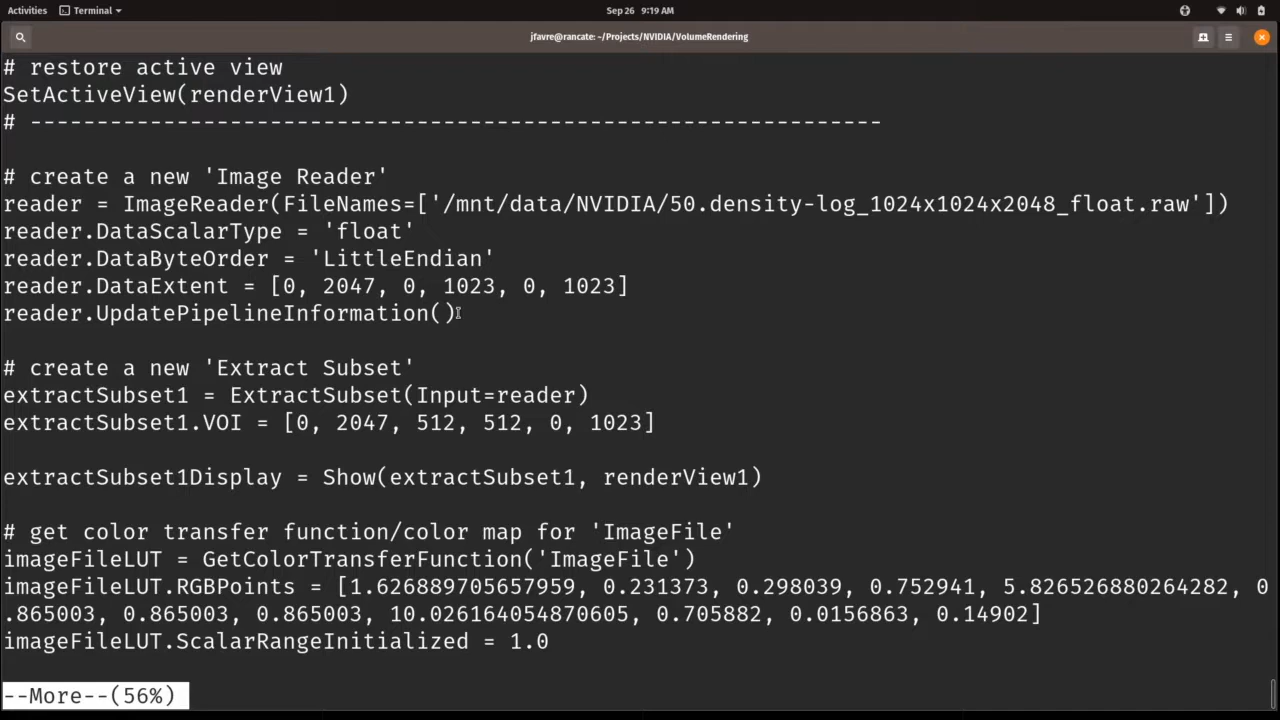 Activities Terminal Sep 26 9:19 AM
jfavre@rancate: ~/Projects/NVIDIA/VolumeRendering
# restore active view
SetActiveView(renderView1)
# ----------------------------------------------------------------

# create a new 'Image Reader'
reader = ImageReader(FileNames=['/mnt/data/NVIDIA/50.density-log_1024x1024x2048_float.raw'])
reader.DataScalarType = 'float'
reader.DataByteOrder = 'LittleEndian'
reader.DataExtent = [0, 2047, 0, 1023, 0, 1023]
reader.UpdatePipelineInformation()

# create a new 'Extract Subset'
extractSubset1 = ExtractSubset(Input=reader)
extractSubset1.VOI = [0, 2047, 512, 512, 0, 1023]

extractSubset1Display = Show(extractSubset1, renderView1)

# get color transfer function/color map for 'ImageFile'
imageFileLUT = GetColorTransferFunction('ImageFile')
imageFileLUT.RGBPoints = [1.626889705657959, 0.231373, 0.298039, 0.752941, 5.826526880264282, 0
.865003, 0.865003, 0.865003, 10.026164054870605, 0.705882, 0.0156863, 0.14902]
imageFileLUT.ScalarRangeInitialized = 1.0

--More--(56%)